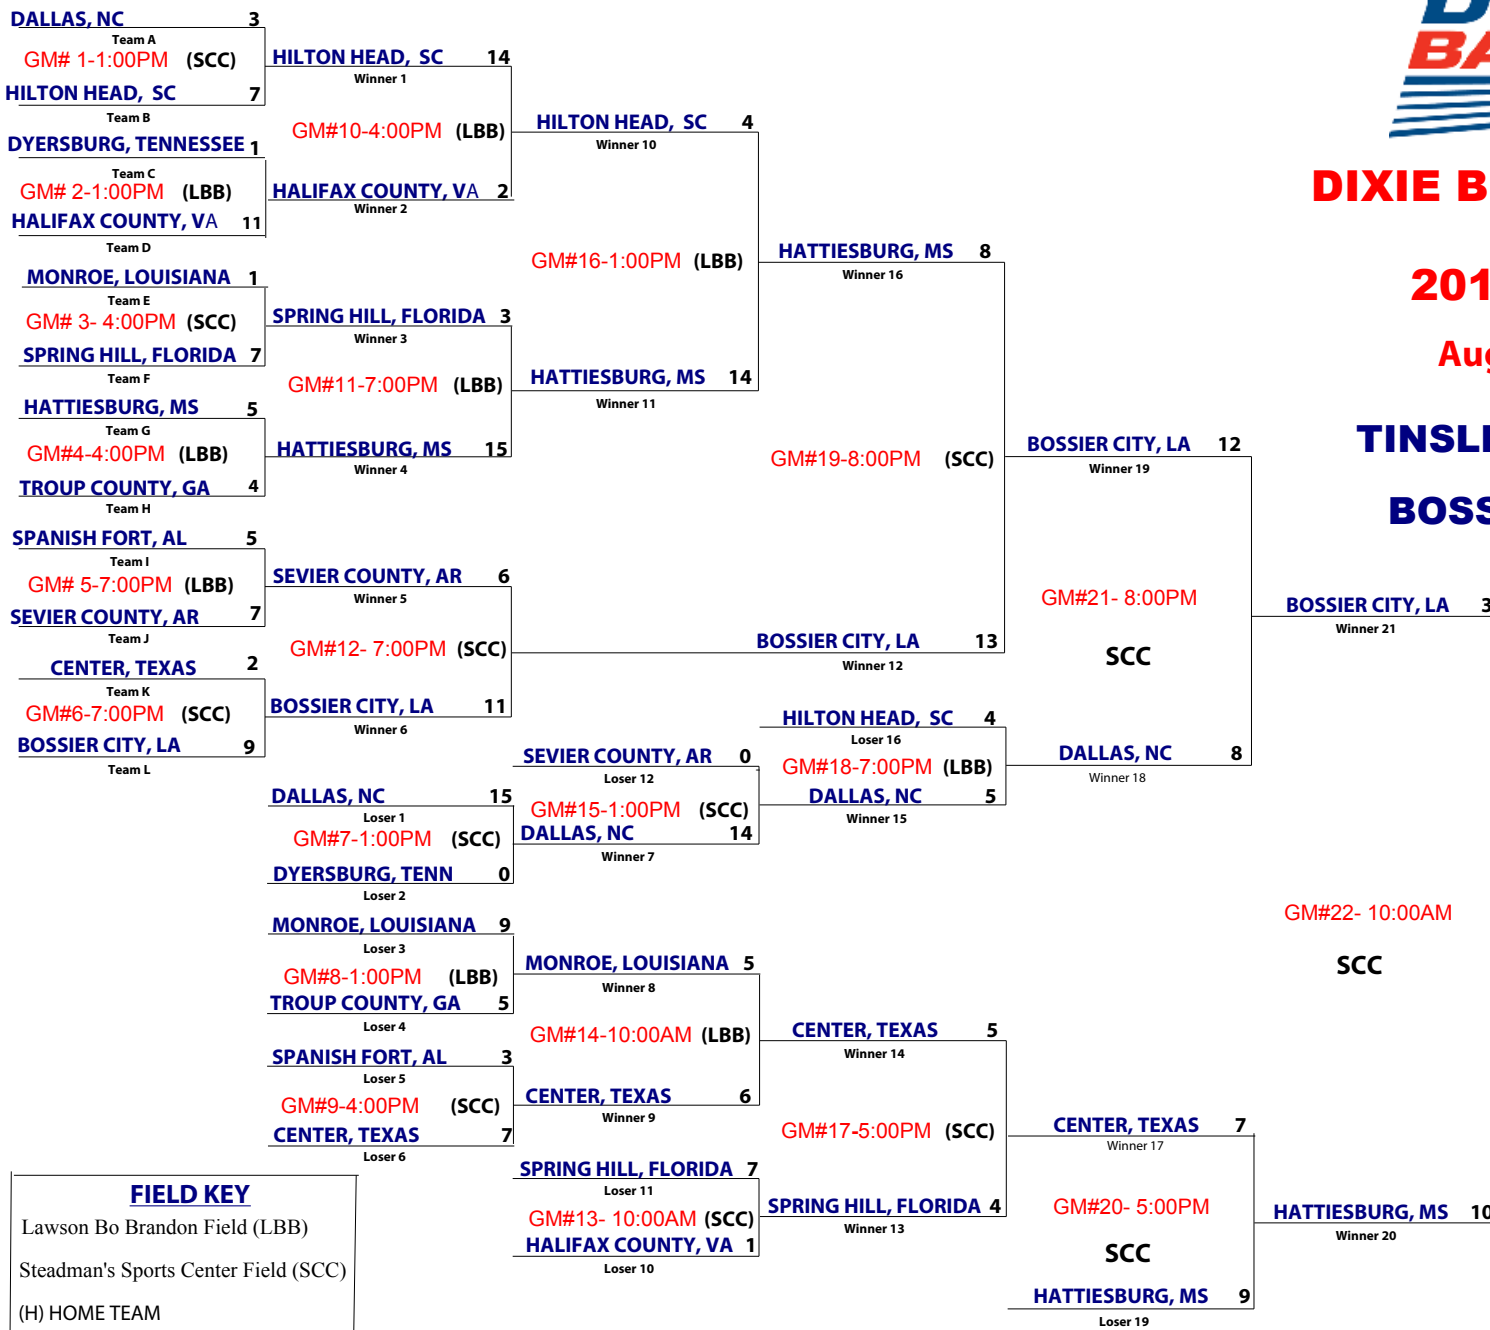 DALLAS, NC 3
Team A
GM# 1-1:00PM (SCC)
HILTON HEAD, SC 7
Team B
DYERSBURG, TENNESSEE 1
Team C
GM# 2-1:00PM (LBB)
HALIFAX COUNTY, VA 11
Team D
MONROE, LOUISIANA 1
Team E
GM# 3- 4:00PM (SCC)
SPRING HILL, FLORIDA 7
Team F
HATTIESBURG, MS 5
Team G
GM#4-4:00PM (LBB)
TROUP COUNTY, GA 4
Team H
SPANISH FORT, AL 5
Team I
GM# 5-7:00PM (LBB)
SEVIER COUNTY, AR 7
Team J
CENTER, TEXAS 2
Team K
GM#6-7:00PM (SCC)
BOSSIER CITY, LA 9
Team L
HILTON HEAD, SC 14
Winner 1
GM#10-4:00PM (LBB)
HALIFAX COUNTY, VA 2
Winner 2
SPRING HILL, FLORIDA 3
Winner 3
GM#11-7:00PM (LBB)
HATTIESBURG, MS 15
Winner 4
SEVIER COUNTY, AR 6
Winner 5
GM#12- 7:00PM (SCC)
BOSSIER CITY, LA 11
Winner 6
DALLAS, NC 15
Loser 1
GM#7-1:00PM (SCC)
DYERSBURG, TENN 0
Loser 2
MONROE, LOUISIANA 9
Loser 3
GM#8-1:00PM (LBB)
TROUP COUNTY, GA 5
Loser 4
SPANISH FORT, AL 3
Loser 5
GM#9-4:00PM (SCC)
CENTER, TEXAS 7
Loser 6
HILTON HEAD, SC 4
Winner 10
GM#16-1:00PM (LBB)
HATTIESBURG, MS 14
Winner 11
SEVIER COUNTY, AR 0
Loser 12
GM#15-1:00PM (SCC)
DALLAS, NC 14
Winner 7
MONROE, LOUISIANA 5
Winner 8
GM#14-10:00AM (LBB)
CENTER, TEXAS 6
Winner 9
SPRING HILL, FLORIDA 7
Loser 11
GM#13- 10:00AM (SCC)
HALIFAX COUNTY, VA 1
Loser 10
HATTIESBURG, MS 8
Winner 16
GM#19-8:00PM (SCC)
BOSSIER CITY, LA 13
Winner 12
HILTON HEAD, SC 4
Loser 16
GM#18-7:00PM (LBB)
DALLAS, NC 5
Winner 15
CENTER, TEXAS 5
Winner 14
GM#17-5:00PM (SCC)
SPRING HILL, FLORIDA 4
Winner 13
BOSSIER CITY, LA 12
Winner 19
GM#21- 8:00PM
SCC
DALLAS, NC 8
Winner 18
CENTER, TEXAS 7
Winner 17
GM#20- 5:00PM
SCC
HATTIESBURG, MS 9
Loser 19
BOSSIER CITY, LA 3
Winner 21
GM#22- 10:00AM
SCC
HATTIESBURG, MS 10
Winner 20
BA
DIXIE B
201
Aug
TINSL
BOSS
FIELD KEY
Lawson Bo Brandon Field (LBB)
Steadman's Sports Center Field (SCC)
(H) HOME TEAM